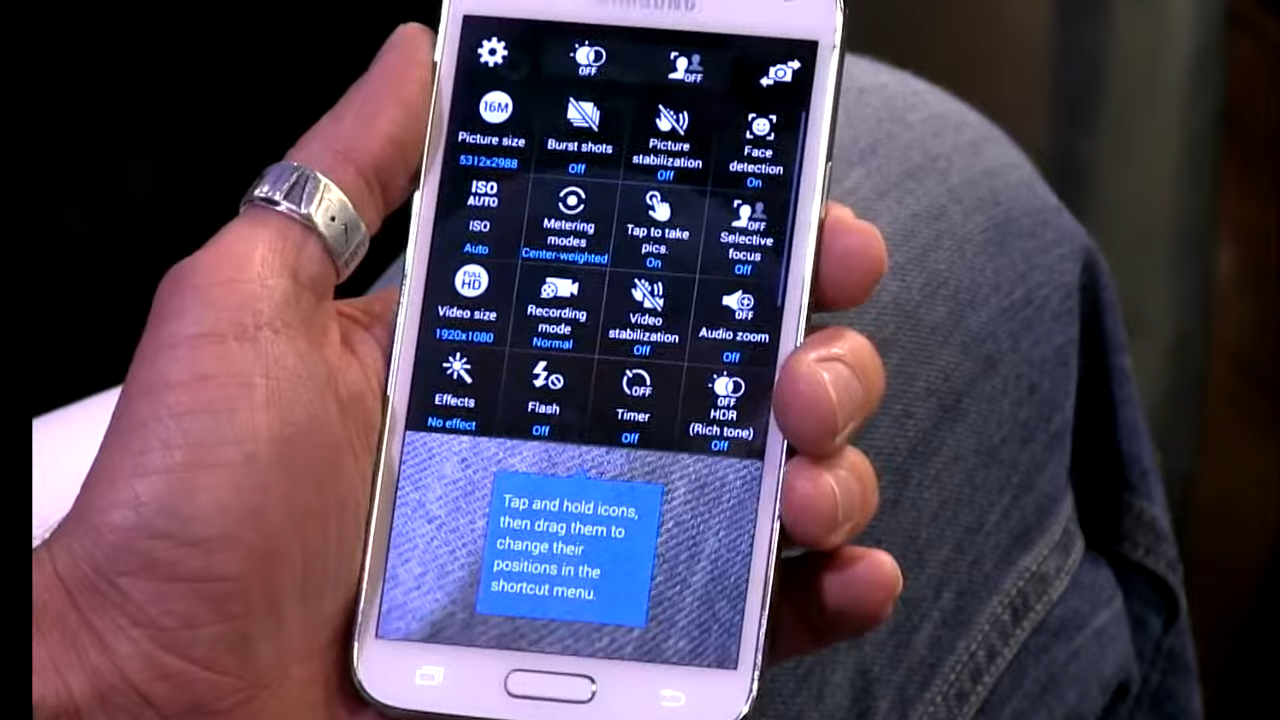 SAMSUNG
OFF
OFF
16M
Picture size
5312x2988
Burst shots
Off
Picture
stabilization
Off
Face
detection
On
ISO
AUTO
ISO
Auto
Metering
modes
Center-weighted
Tap to take
pics.
On
OFF
Selective
focus
Off
FULL
HD
Video size
1920x1080
Recording
mode
Normal
Video
stabilization
Off
OFF
Audio zoom
Off
Effects
No effect
Flash
Off
OFF
Timer
Off
OFF
HDR
(Rich tone)
Off
Tap and hold icons,
then drag them to
change their
positions in the
shortcut menu.